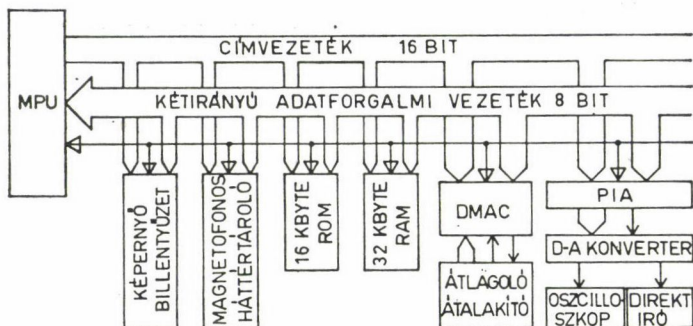 CÍMVEZETÉK 16 BIT
MPU
KÉTIRÁNYÚ ADATFORGALMI VEZETÉK 8 BIT
KÉPERNYŐ
BILLENTYŰZET
MAGNETOFONOS
HÁTTÉRTÁROLÓ
16 KBYTE
ROM
32 KBYTE
RAM
DMAC
ÁTLAGOLÓ
ÁTALAKÍTÓ
PIA
D-A KONVERTER
OSZCILLO-
SZKOP
DIREKT
IRÓ